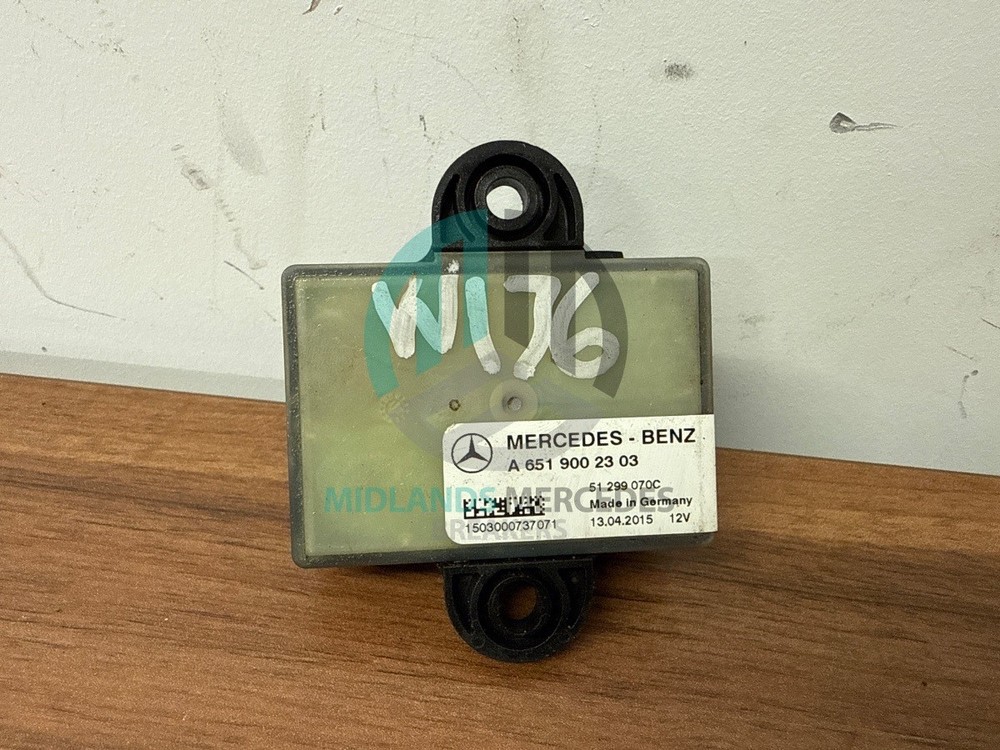 W176
MERCEDES - BENZ
A 651 900 23 03
51 299 070C
MIDLANDS MERCEDES
Made in Germany
1503000737071 13.04.2015 12V
BREAKERS